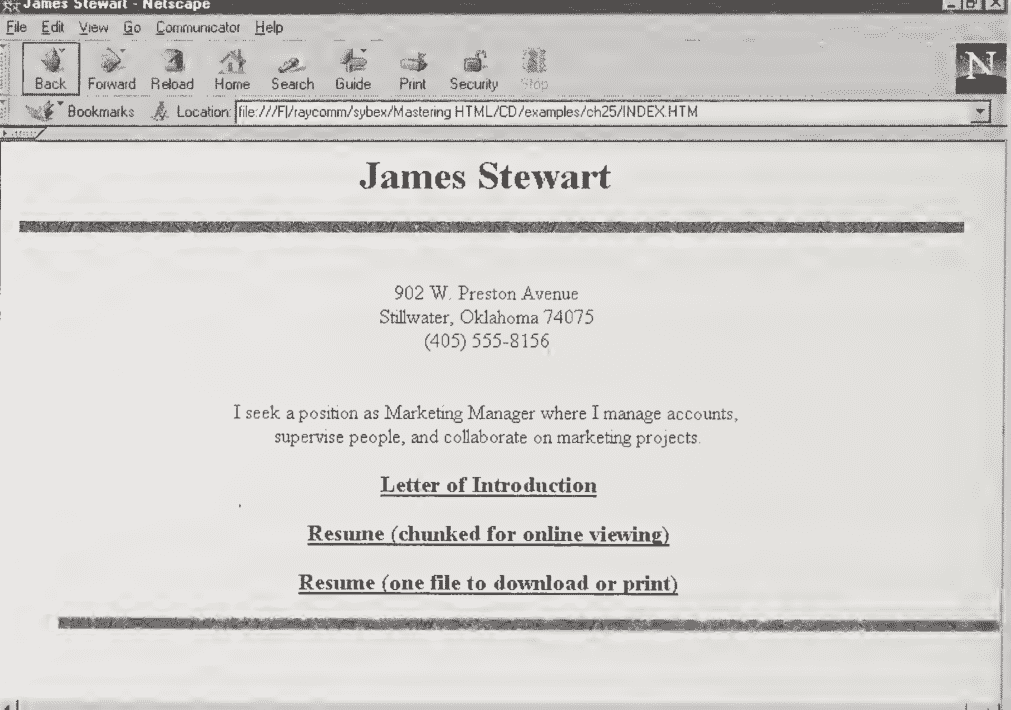 James Stewart - Netscape
File Edit View Go Communicator Help
Back Forward Reload Home Search Guide Print Security Stop
N
Bookmarks Location: file:///F|/raycomm/sybex/Mastering HTML/CD/examples/ch25/INDEX.HTM
James Stewart
902 W. Preston Avenue
Stillwater, Oklahoma 74075
(405) 555-8156
I seek a position as Marketing Manager where I manage accounts,
supervise people, and collaborate on marketing projects.
Letter of Introduction
Resume (chunked for online viewing)
Resume (one file to download or print)